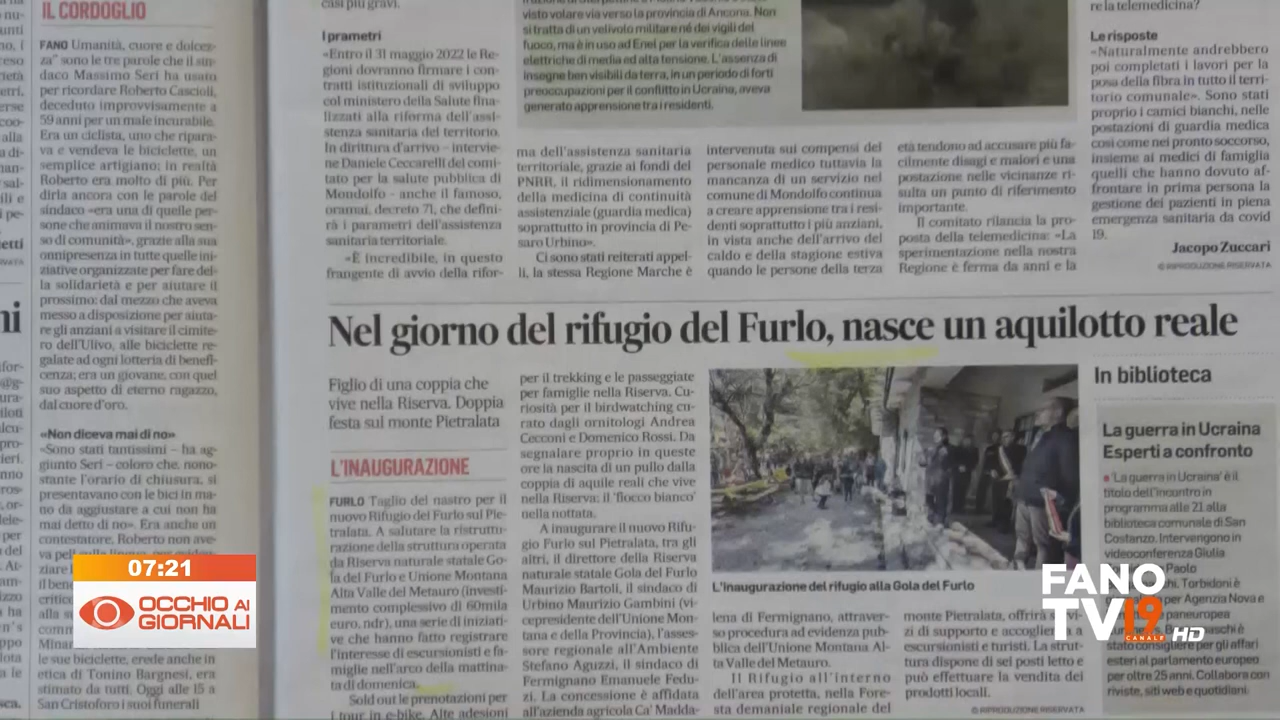 IL CORDOGLIO
FANO Umanità, cuore e dolcez-
za" sono le tre parole che il sin-
daco Massimo Seri ha usato
per ricordare Roberto Cascioli,
deceduto improvvisamente a
59 anni per un male incurabile.
Era un ciclista, uno che ripara-
va e vendeva le biciclette, un
semplice artigiano; in realtà
Roberto era molto di più. Per
dirla ancora con le parole del
sindaco «era una di quelle per-
sone che animava il nostro sen-
so di comunità», grazie alla sua
onnipresenza in tutte quelle ini-
ziative organizzate per fare del-
la solidarietà e per aiutare il
prossimo: dal mezzo che aveva
messo a disposizione per aiuta-
re gli anziani a visitare il cimite-
ro dell'Ulivo, alle biciclette re-
galate ad ogni lotteria di benefi-
cenza; era un giovane, con quel
suo aspetto di eterno ragazzo,
dal cuore d'oro.
«Non diceva mai di no»
«Sono stati tantissimi – ha ag-
giunto Seri – coloro che, nono-
stante l'orario di chiusura, si
presentavano con le bici in ma-
no da aggiustare a cui non ha
mai detto di no». Era anche un
contestatore, Roberto non ave-
le sue biciclette, erede anche in
etica di Tonino Bargnesi, era
stimato da tutti. Oggi alle 15 a
San Cristoforo i suoi funerali
casi più gravi.
I prametri
«Entro il 31 maggio 2022 le Re-
gioni dovranno firmare i con-
tratti istituzionali di sviluppo
col ministero della Salute fina-
lizzati alla riforma dell'assi-
stenza sanitaria del territorio.
In dirittura d'arrivo - intervie-
ne Daniele Ceccarelli del comi-
tato per la salute pubblica di
Mondolfo - anche il famoso,
oramai, decreto 71, che defini-
rà i parametri dell'assistenza
sanitaria territoriale.
«È incredibile, in questo
frangente di avvio della rifor-
visto volare via verso la provincia di Ancona. Non
si tratta di un velivolo militare né dei vigili del
fuoco, ma è in uso ad Enel per la verifica delle linee
elettriche di media ed alta tensione. L'assenza di
insegne ben visibili da terra, in un periodo di forti
preoccupazioni per il conflitto in Ucraina, aveva
generato apprensione tra i residenti.
ma dell'assistenza sanitaria
territoriale, grazie ai fondi del
PNRR, il ridimensionamento
della medicina di continuità
assistenziale (guardia medica)
soprattutto in provincia di Pe-
saro Urbino».
Ci sono stati reiterati appel-
li, la stessa Regione Marche è
intervenuta sui compensi del
personale medico tuttavia la
mancanza di un servizio nel
comune di Mondolfo continua
a creare apprensione tra i resi-
denti soprattutto i più anziani,
in vista anche dell'arrivo del
caldo e della stagione estiva
quando le persone della terza
età tendono ad accusare più fa-
cilmente disagi e malori e una
postazione nelle vicinanze ri-
sulta un punto di riferimento
importante.
Il comitato rilancia la pro-
posta della telemedicina: «La
sperimentazione nella nostra
Regione è ferma da anni e la
re la telemedicina?
Le risposte
«Naturalmente andrebbero
poi completati i lavori per la
posa della fibra in tutto il terri-
torio comunale». Sono stati
proprio i camici bianchi, nelle
postazioni di guardia medica
così come nel pronto soccorso,
insieme ai medici di famiglia
quelli che hanno dovuto af-
frontare in prima persona la
gestione dei pazienti in piena
emergenza sanitaria da covid
19.
Jacopo Zuccari
© RIPRODUZIONE RISERVATA
Nel giorno del rifugio del Furlo, nasce un aquilotto reale
Figlio di una coppia che
vive nella Riserva. Doppia
festa sul monte Pietralata
L'INAUGURAZIONE
FURLO Taglio del nastro per il
nuovo Rifugio del Furlo sul Pie-
tralata. A salutare la ristruttu-
razione della struttura operata
da Riserva naturale statale Go-
la del Furlo e Unione Montana
Alta Valle del Metauro (investi-
mento complessivo di 60mila
euro, ndr), una serie di iniziati-
ve che hanno fatto registrare
l'interesse di escursionisti e fa-
miglie nell'arco della mattina-
ta di domenica.
Sold out le prenotazioni per
i tour in e-bike. Alte adesioni
per il trekking e le passeggiate
per famiglie nella Riserva. Cu-
riosità per il birdwatching cu-
rato dagli ornitologi Andrea
Cecconi e Domenico Rossi. Da
segnalare proprio in queste
ore la nascita di un pullo dalla
coppia di aquile reali che vive
nella Riserva: il 'fiocco bianco'
nella nottata.
A inaugurare il nuovo Rifu-
gio Furlo sul Pietralata, tra gli
altri, il direttore della Riserva
naturale statale Gola del Furlo
Maurizio Bartoli, il sindaco di
Urbino Maurizio Gambini (vi-
cepresidente dell'Unione Mon-
tana e della Provincia), l'asses-
sore regionale all'Ambiente
Stefano Aguzzi, il sindaco di
Fermignano Emanuele Fedu-
zi. La concessione è affidata
all'azienda agricola Ca' Madda-
L'inaugurazione del rifugio alla Gola del Furlo
lena di Fermignano, attraver-
so procedura ad evidenza pub-
blica dell'Unione Montana Al-
ta Valle del Metauro.
Il Rifugio all'interno
dell'area protetta, nella Fore-
sta demaniale regionale del
monte Pietralata, offrirà servi-
zi di supporto e accoglienza a
escursionisti e turisti. La strut-
tura dispone di sei posti letto e
può effettuare la vendita dei
prodotti locali.
© RIPRODUZIONE RISERVATA
In biblioteca
La guerra in Ucraina
Esperti a confronto
● 'La guerra in Ucraina' è il
titolo dell'incontro in
programma alle 21 alla
biblioteca comunale di San
Costanzo. Intervengono in
videoconferenza Giulia
Paolo
Torbidoni è
per Agenzia Nova e
paneuropea
stato consigliere per gli affari
esteri al parlamento europeo
per oltre 25 anni. Collabora con
riviste, siti web e quotidiani.
07:21
OCCHIO AI
GIORNALI
FANO
TV19
CANALE
HD